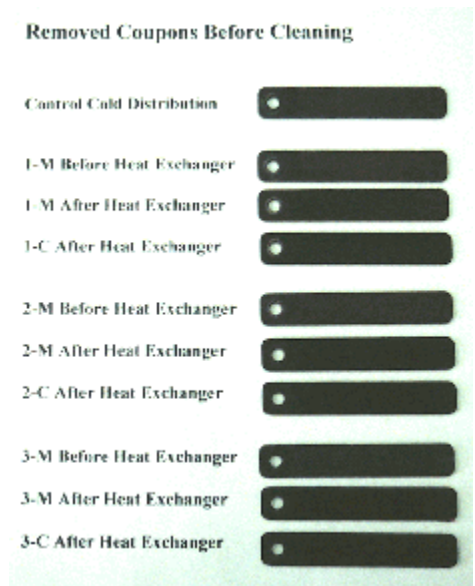 Removed Coupons Before Cleaning
Control Cold Distribution
1-M Before Heat Exchanger
1-M After Heat Exchanger
1-C After Heat Exchanger
2-M Before Heat Exchanger
2-M After Heat Exchanger
2-C After Heat Exchanger
3-M Before Heat Exchanger
3-M After Heat Exchanger
3-C After Heat Exchanger